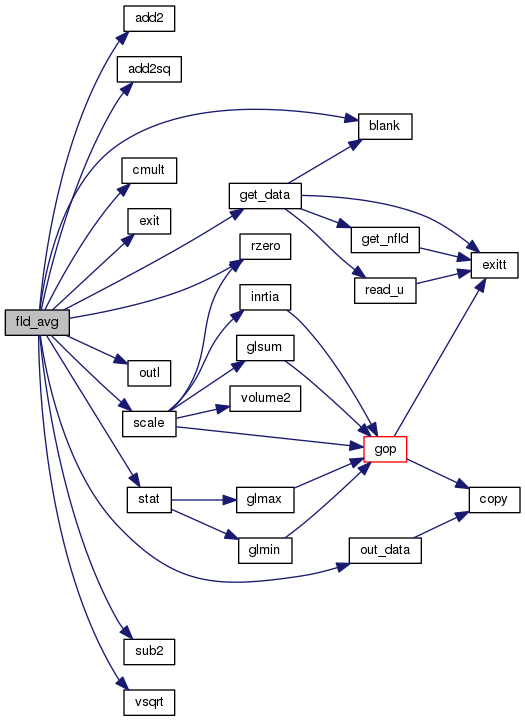 add2
add2sq
blank
cmult
get_data
exit
get_nfld
rzero
exitt
read_u
inrtia
fld_avg
glsum
outl
volume2
scale
gop
stat
glmax
copy
glmin
out_data
sub2
vsqrt